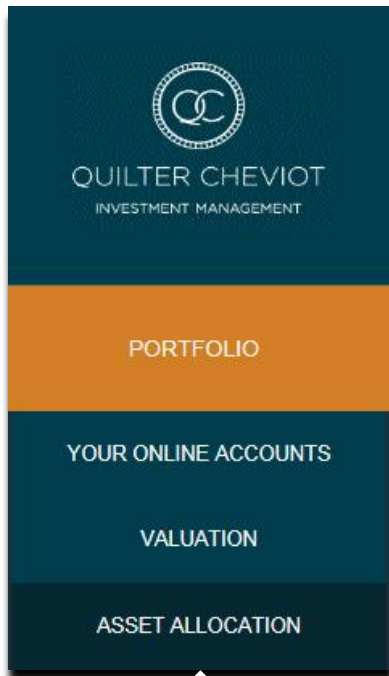 QC
QUILTER CHEVIOT
INVESTMENT MANAGEMENT
PORTFOLIO
YOUR ONLINE ACCOUNTS
VALUATION
ASSET ALLOCATION